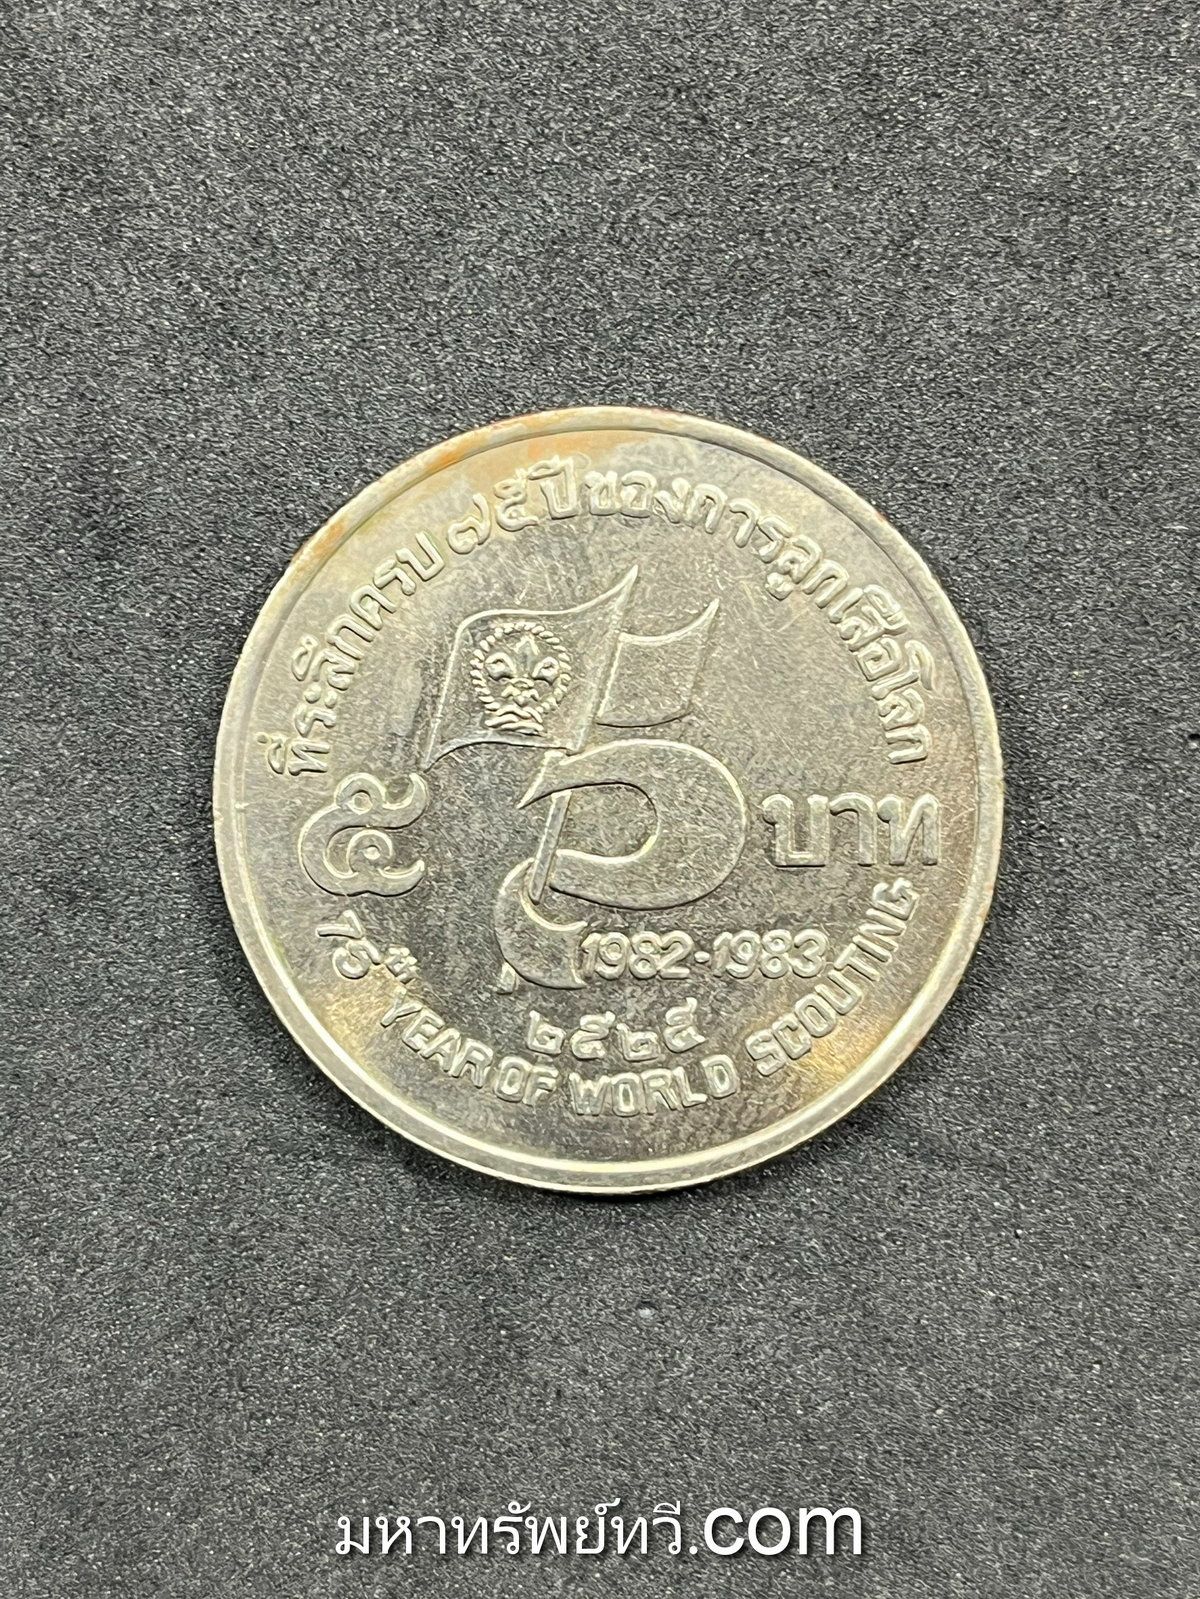 ที่ระลึกครบ ๗๕ ปี ของการลูกเสือโลก
๕ บาท
1982-1983
๒๕๒๕
75th YEAR OF WORLD SCOUTING
มหาทรัพย์ทวี.com